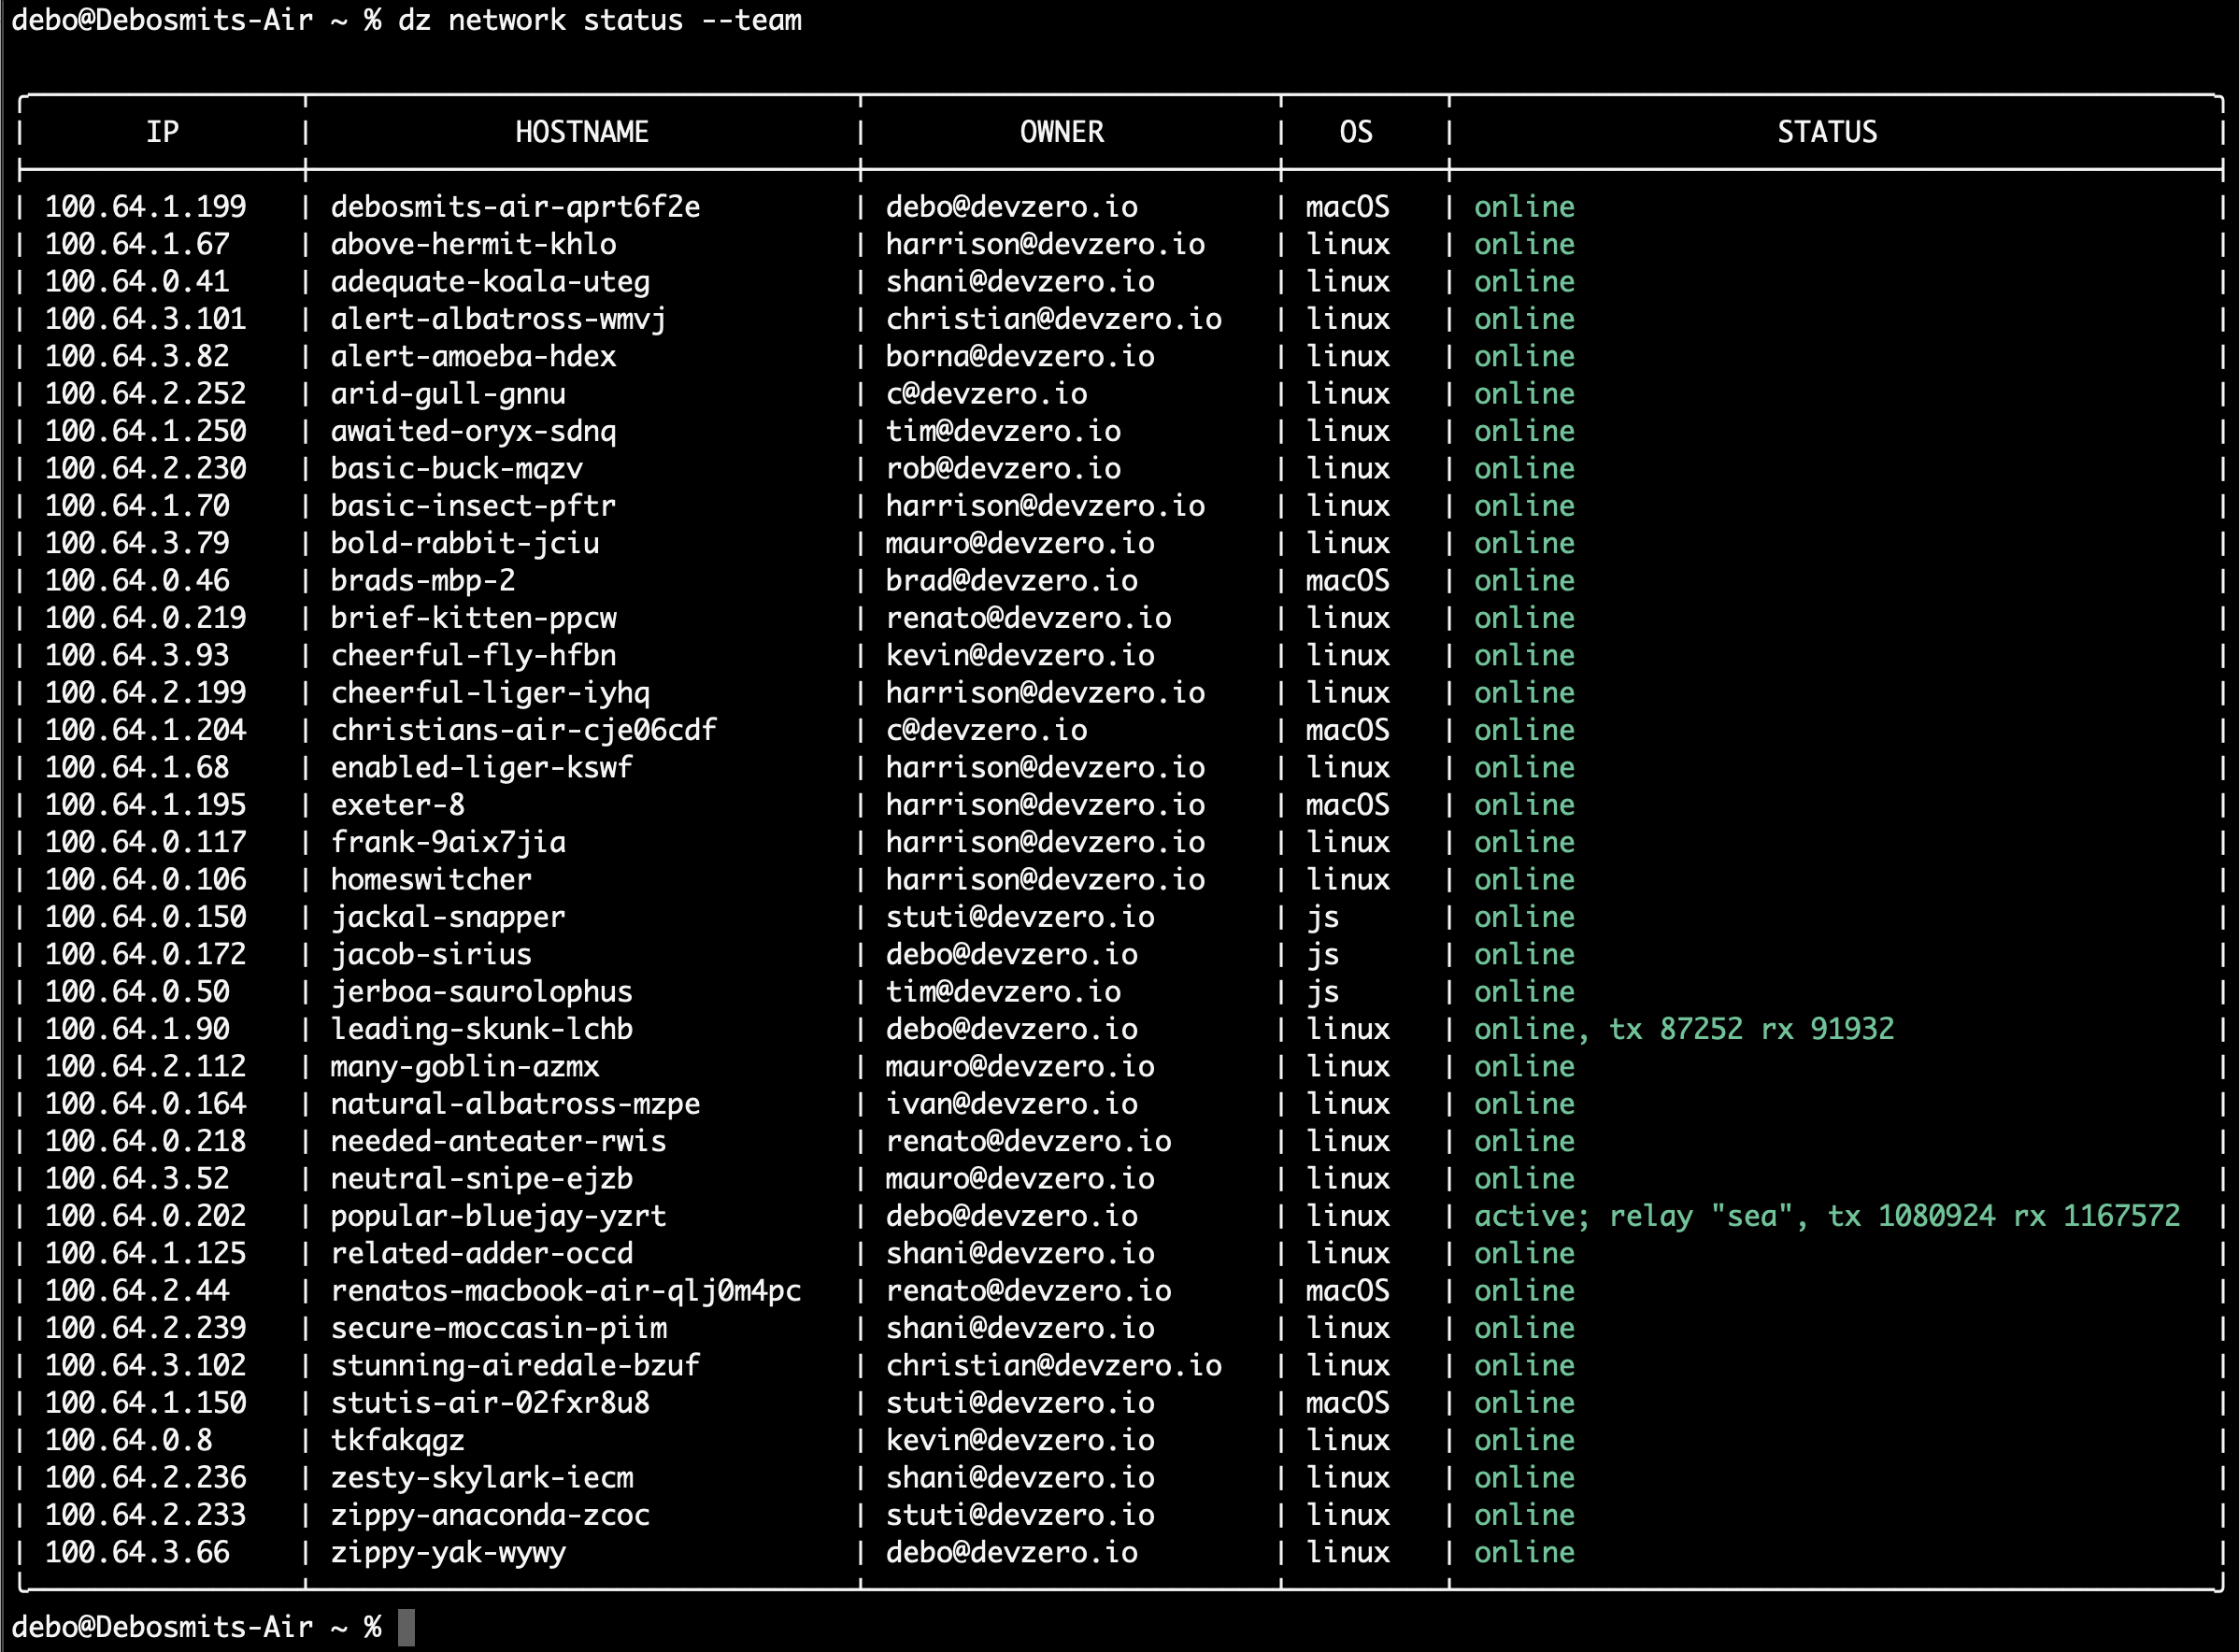 debo@Debosmits-Air ~ % dz network status --team
| IP | HOSTNAME | OWNER | OS | STATUS |
| 100.64.1.199 | debosmits-air-aprt6f2e | debo@devzero.io | macOS | online |
| 100.64.1.67 | above-hermit-khlo | harrison@devzero.io | linux | online |
| 100.64.0.41 | adequate-koala-uteg | shani@devzero.io | linux | online |
| 100.64.3.101 | alert-albatross-wmvj | christian@devzero.io | linux | online |
| 100.64.3.82 | alert-amoeba-hdex | borna@devzero.io | linux | online |
| 100.64.2.252 | arid-gull-gnnu | c@devzero.io | linux | online |
| 100.64.1.250 | awaited-oryx-sdnq | tim@devzero.io | linux | online |
| 100.64.2.230 | basic-buck-mqzv | rob@devzero.io | linux | online |
| 100.64.1.70 | basic-insect-pftr | harrison@devzero.io | linux | online |
| 100.64.3.79 | bold-rabbit-jciu | mauro@devzero.io | linux | online |
| 100.64.0.46 | brads-mbp-2 | brad@devzero.io | macOS | online |
| 100.64.0.219 | brief-kitten-ppcw | renato@devzero.io | linux | online |
| 100.64.3.93 | cheerful-fly-hfbn | kevin@devzero.io | linux | online |
| 100.64.2.199 | cheerful-liger-iyhq | harrison@devzero.io | linux | online |
| 100.64.1.204 | christians-air-cje06cdf | c@devzero.io | macOS | online |
| 100.64.1.68 | enabled-liger-kswf | harrison@devzero.io | linux | online |
| 100.64.1.195 | exeter-8 | harrison@devzero.io | macOS | online |
| 100.64.0.117 | frank-9aix7jia | harrison@devzero.io | linux | online |
| 100.64.0.106 | homeswitcher | harrison@devzero.io | linux | online |
| 100.64.0.150 | jackal-snapper | stuti@devzero.io | js | online |
| 100.64.0.172 | jacob-sirius | debo@devzero.io | js | online |
| 100.64.0.50 | jerboa-saurolophus | tim@devzero.io | js | online |
| 100.64.1.90 | leading-skunk-lchb | debo@devzero.io | linux | online, tx 87252 rx 91932 |
| 100.64.2.112 | many-goblin-azmx | mauro@devzero.io | linux | online |
| 100.64.0.164 | natural-albatross-mzpe | ivan@devzero.io | linux | online |
| 100.64.0.218 | needed-anteater-rwis | renato@devzero.io | linux | online |
| 100.64.3.52 | neutral-snipe-ejzb | mauro@devzero.io | linux | online |
| 100.64.0.202 | popular-bluejay-yzrt | debo@devzero.io | linux | active; relay "sea", tx 1080924 rx 1167572 |
| 100.64.1.125 | related-adder-occd | shani@devzero.io | linux | online |
| 100.64.2.44 | renatos-macbook-air-qlj0m4pc | renato@devzero.io | macOS | online |
| 100.64.2.239 | secure-moccasin-piim | shani@devzero.io | linux | online |
| 100.64.3.102 | stunning-airedale-bzuf | christian@devzero.io | linux | online |
| 100.64.1.150 | stutis-air-02fxr8u8 | stuti@devzero.io | macOS | online |
| 100.64.0.8 | tkfakqgz | kevin@devzero.io | linux | online |
| 100.64.2.236 | zesty-skylark-iecm | shani@devzero.io | linux | online |
| 100.64.2.233 | zippy-anaconda-zcoc | stuti@devzero.io | linux | online |
| 100.64.3.66 | zippy-yak-wywy | debo@devzero.io | linux | online |
debo@Debosmits-Air ~ %